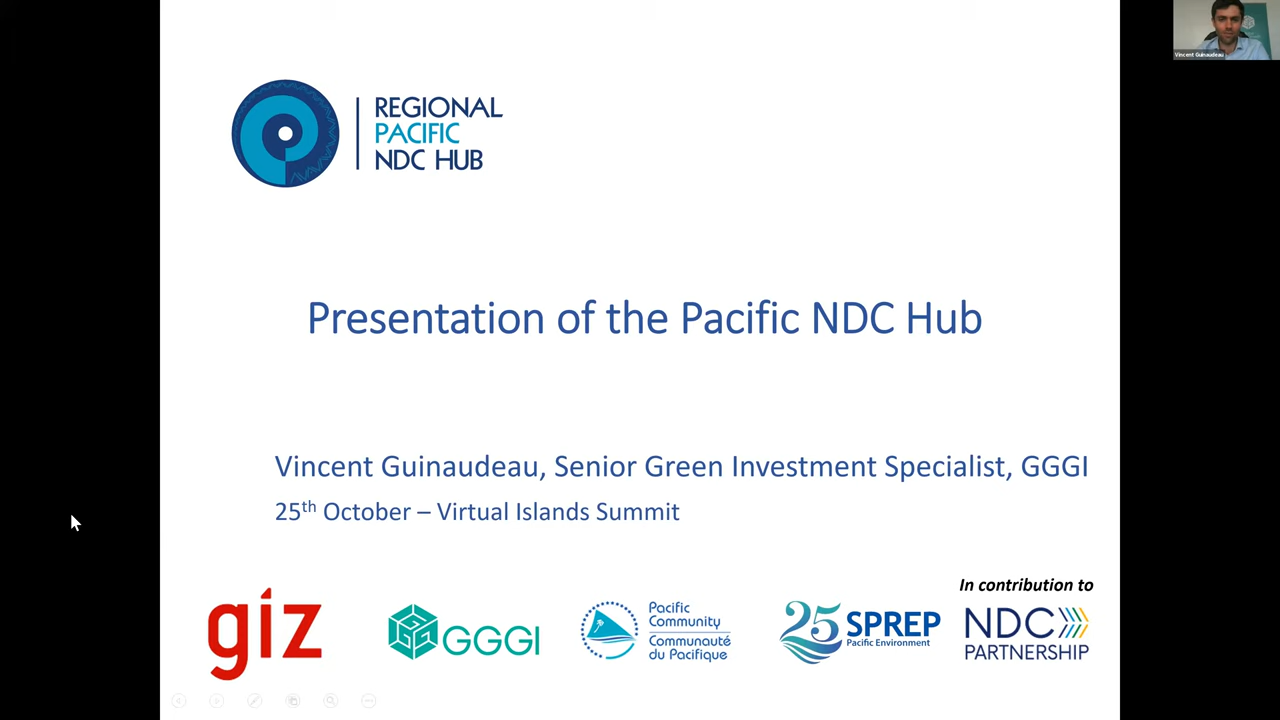 Vincent Guinaudeau
REGIONAL
PACIFIC
NDC HUB
Presentation of the Pacific NDC Hub
Vincent Guinaudeau, Senior Green Investment Specialist, GGGI
25th October – Virtual Islands Summit
In contribution to
giz
GGGI
Pacific
Community
Communauté
du Pacifique
25 SPREP
Pacific Environment
NDC
PARTNERSHIP